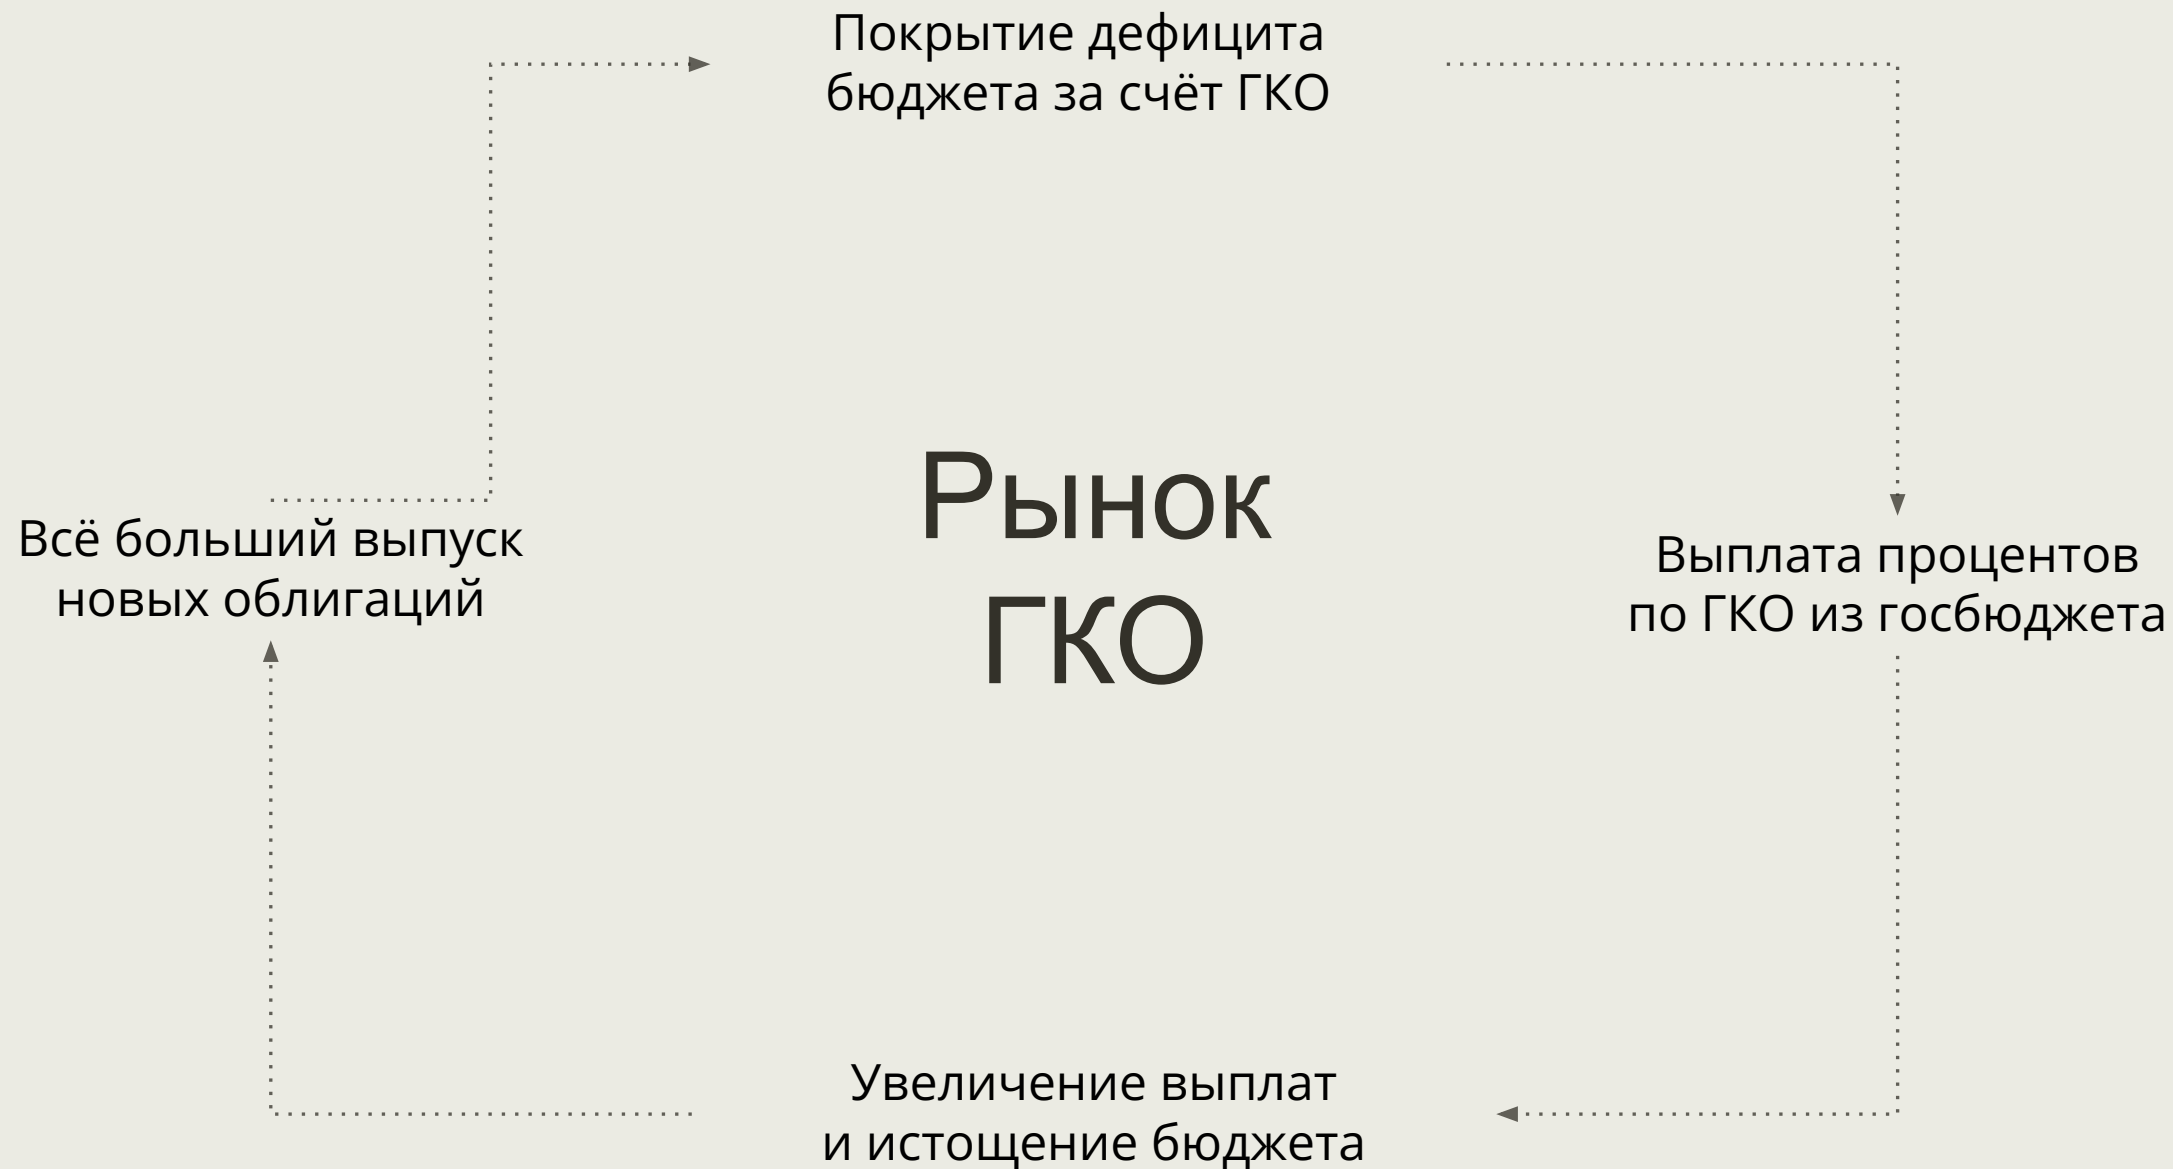 Покрытие дефицита
бюджета за счёт ГКО
Рынок
ГКО
Всё больший выпуск
новых облигаций
Выплата процентов
по ГКО из госбюджета
Увеличение выплат
и истощение бюджета